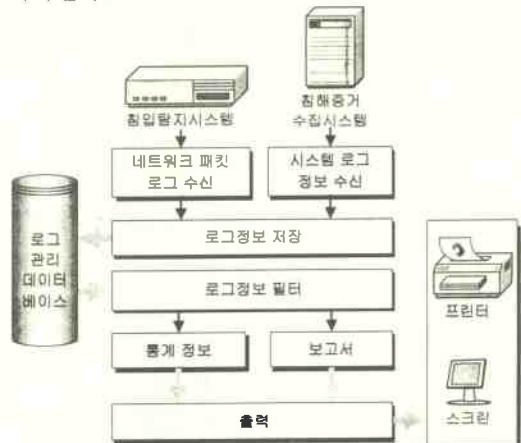 침입탐지시스템
침해증거
수집시스템
네트워크 패킷
로그 수신
시스템 로그
정보 수신
로그
관리
데이터
베이스
로그정보 저장
로그정보 필터
통계 정보
보고서
출력
프린터
스크린